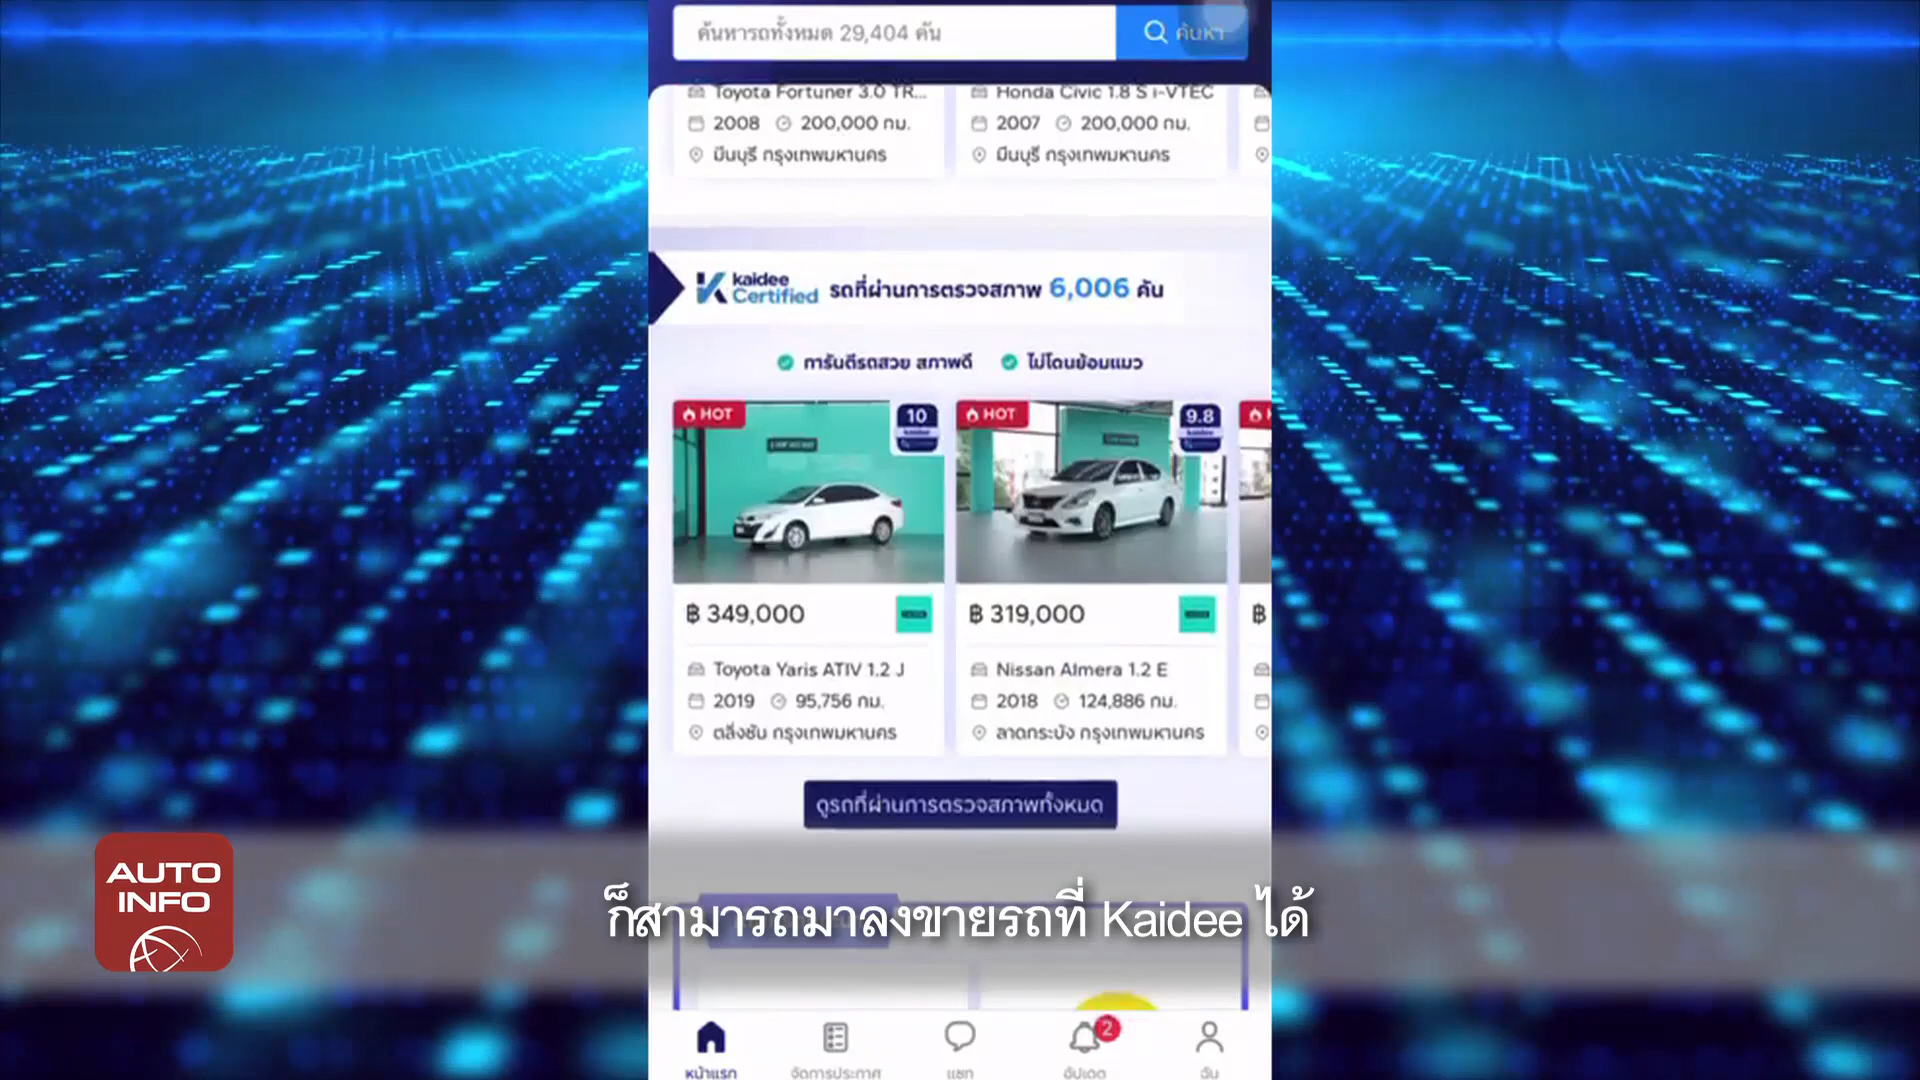 ค้นหารถทั้งหมด 29,404 คัน
ค้นหา
Toyota Fortuner 3.0 TR...
2008 200,000 กม.
มีนบุรี กรุงเทพมหานคร
Honda Civic 1.8 S i-VTEC
2007 200,000 กม.
มีนบุรี กรุงเทพมหานคร
kaidee
Certified
รถที่ผ่านการตรวจสภาพ 6,006 คัน
การันตีรถสวย สภาพดี
ไม่โดนย้อมแมว
HOT
10
฿ 349,000
Toyota Yaris ATIV 1.2 J
2019 95,756 กม.
ตลิ่งชัน กรุงเทพมหานคร
HOT
9.8
฿ 319,000
Nissan Almera 1.2 E
2018 124,886 กม.
ลาดกระบัง กรุงเทพมหานคร
฿
ดูรถที่ผ่านการตรวจสภาพทั้งหมด
AUTO
INFO
ก็สามารถมาลงขายรถที่ Kaidee ได้
หน้าแรก
จัดการประกาศ
แชท
2
อัปเดต
ฉัน